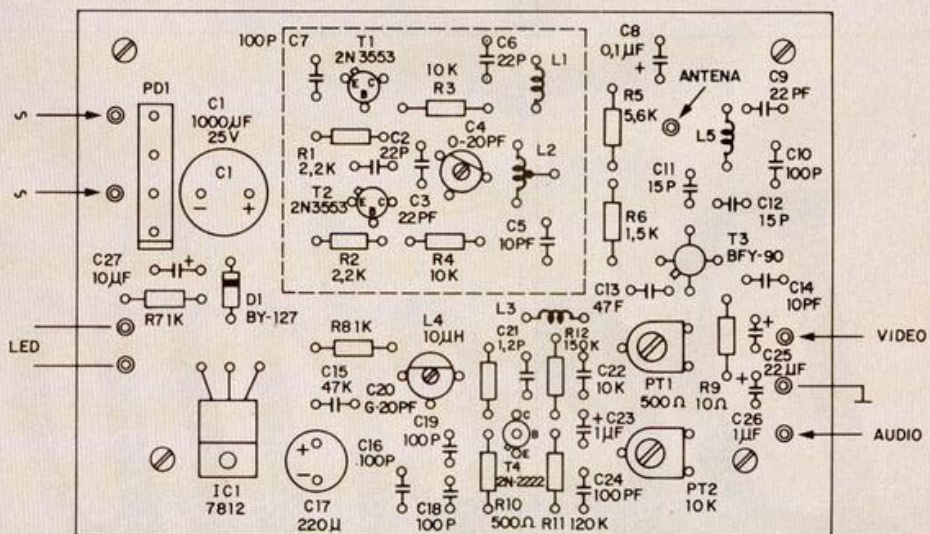 100P
C7
T1
2N3553
C6
22P
L1
C8
0,1µF
+
ANTENA
C9
22 PF
PD1
C1
1000µF
25V
10 K
R3
R5
5,6K
L5
S
E
C
B
C4
0-20PF
C1
- +
R1
2,2K
C2
22P
L2
C11
15P
C10
100P
S
T2
2N3553
E
C
B
C3
22PF
C5
10PF
R6
1,5K
C12
15P
T3
BFY-90
C27
10µF
+
R2
2,2K
R4
10K
C13
47F
C14
10PF
R71K
D1
BY-127
L3
LED
R81K
L4
10µH
C21
1,2P
R12
150K
+
VIDEO
C15
47K
C20
G-20PF
C22
10K
PT1
500Ω
R9
10Ω
C25
22µF
+
C19
100P
C
B
E
+
C23
1µF
C26
1µF
AUDIO
C16
100P
+
-
T4
2N-2222
C24
100PF
IC1
7812
C17
220µ
C18
100P
R10
500Ω
R11 120K
PT2
10K